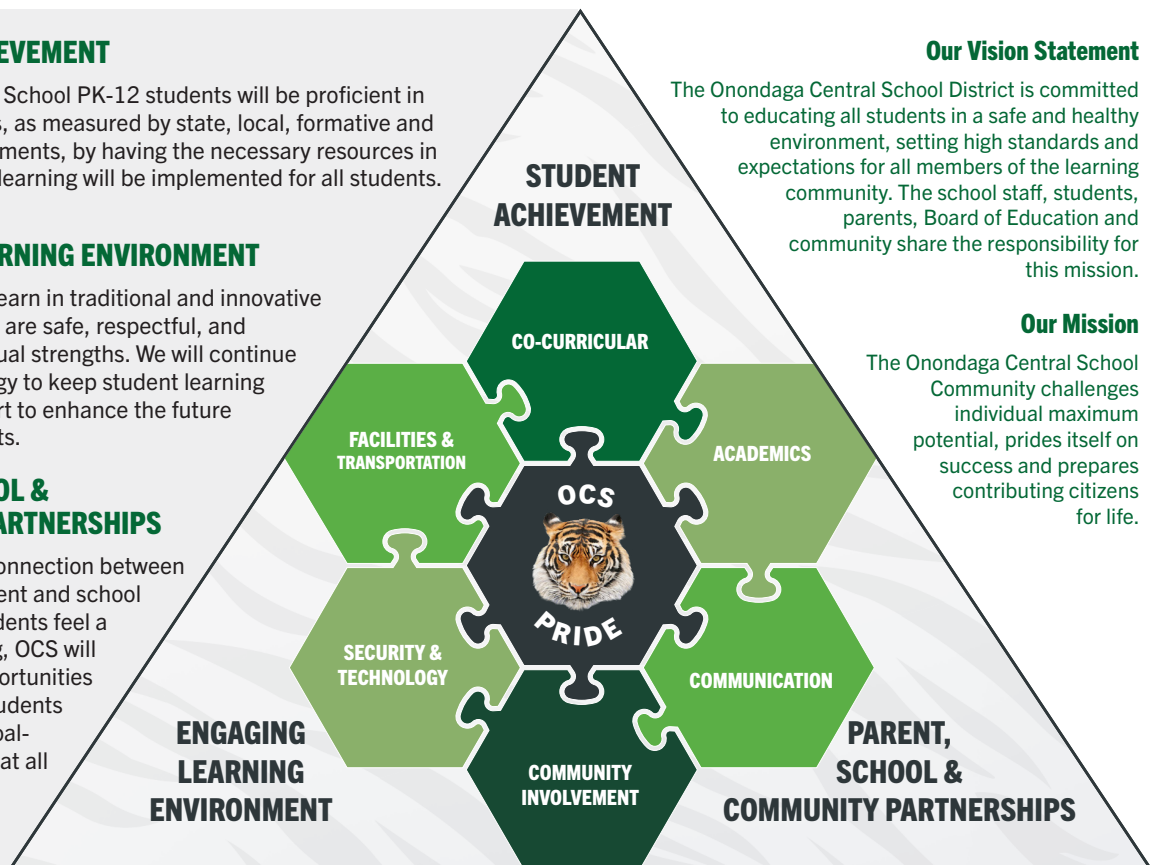 EVEMENT
School PK-12 students will be proficient in
, as measured by state, local, formative and
ments, by having the necessary resources in
learning will be implemented for all students.
RNING ENVIRONMENT
earn in traditional and innovative
are safe, respectful, and
ual strengths. We will continue
gy to keep student learning
rt to enhance the future
ts.
OL &
ARTNERSHIPS
onnection between
ent and school
dents feel a
g, OCS will
ortunities
udents
oal-
at all
STUDENT
ACHIEVEMENT
CO-CURRICULAR
FACILITIES &
TRANSPORTATION
ACADEMICS
OCS
PRIDE
SECURITY &
TECHNOLOGY
COMMUNICATION
COMMUNITY
INVOLVEMENT
ENGAGING
LEARNING
ENVIRONMENT
PARENT,
SCHOOL &
COMMUNITY PARTNERSHIPS
Our Vision Statement
The Onondaga Central School District is committed
to educating all students in a safe and healthy
environment, setting high standards and
expectations for all members of the learning
community. The school staff, students,
parents, Board of Education and
community share the responsibility for
this mission.
Our Mission
The Onondaga Central School
Community challenges
individual maximum
potential, prides itself on
success and prepares
contributing citizens
for life.